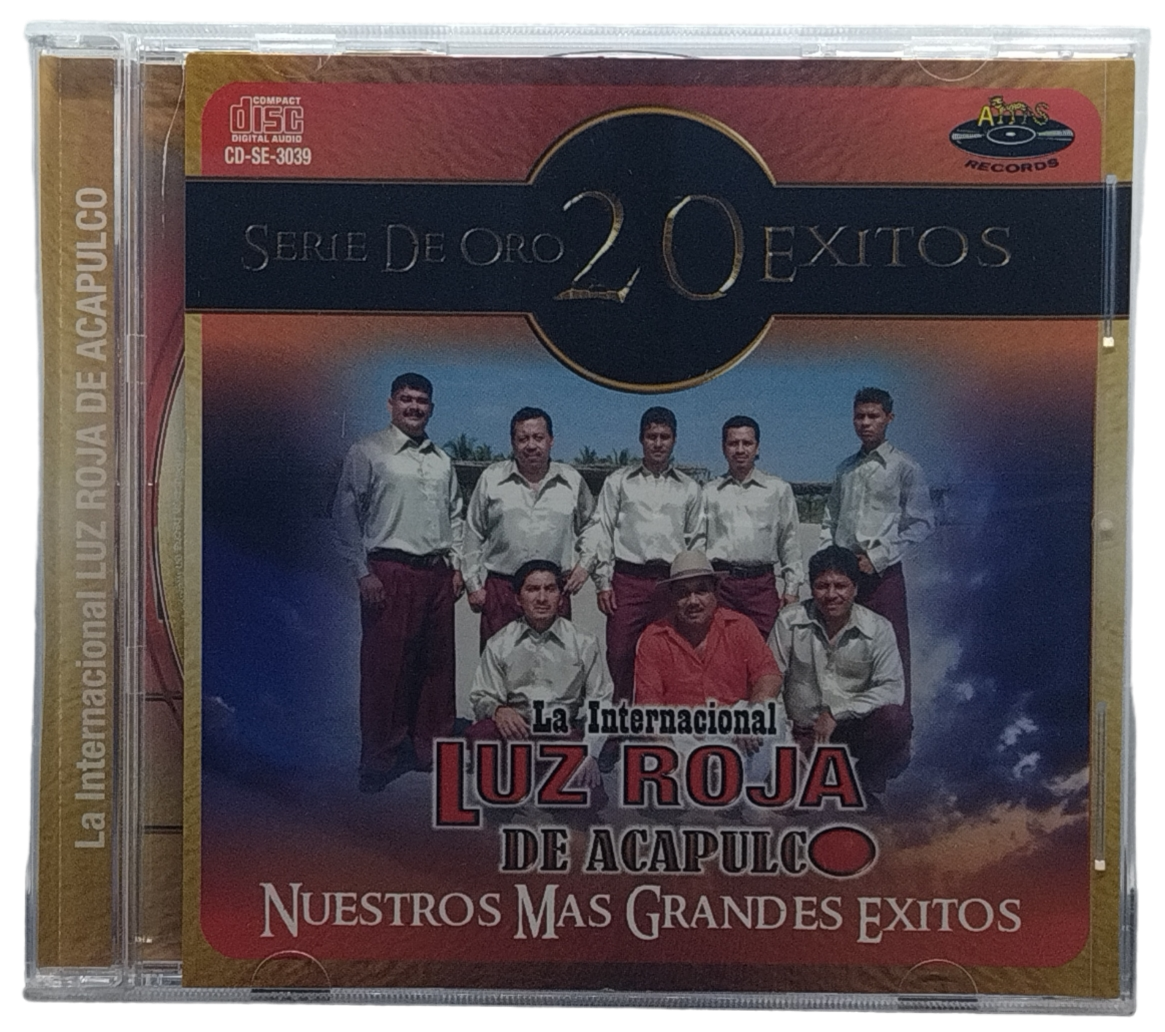 COMPACT
disc
DIGITAL AUDIO
CD-SE-3039
RECORDS
SERIE DE ORO 20 EXITOS
La Internacional LUZ ROJA DE ACAPULCO
La Internacional
LUZ ROJA
DE ACAPULCO
NUESTROS MAS GRANDES EXITOS